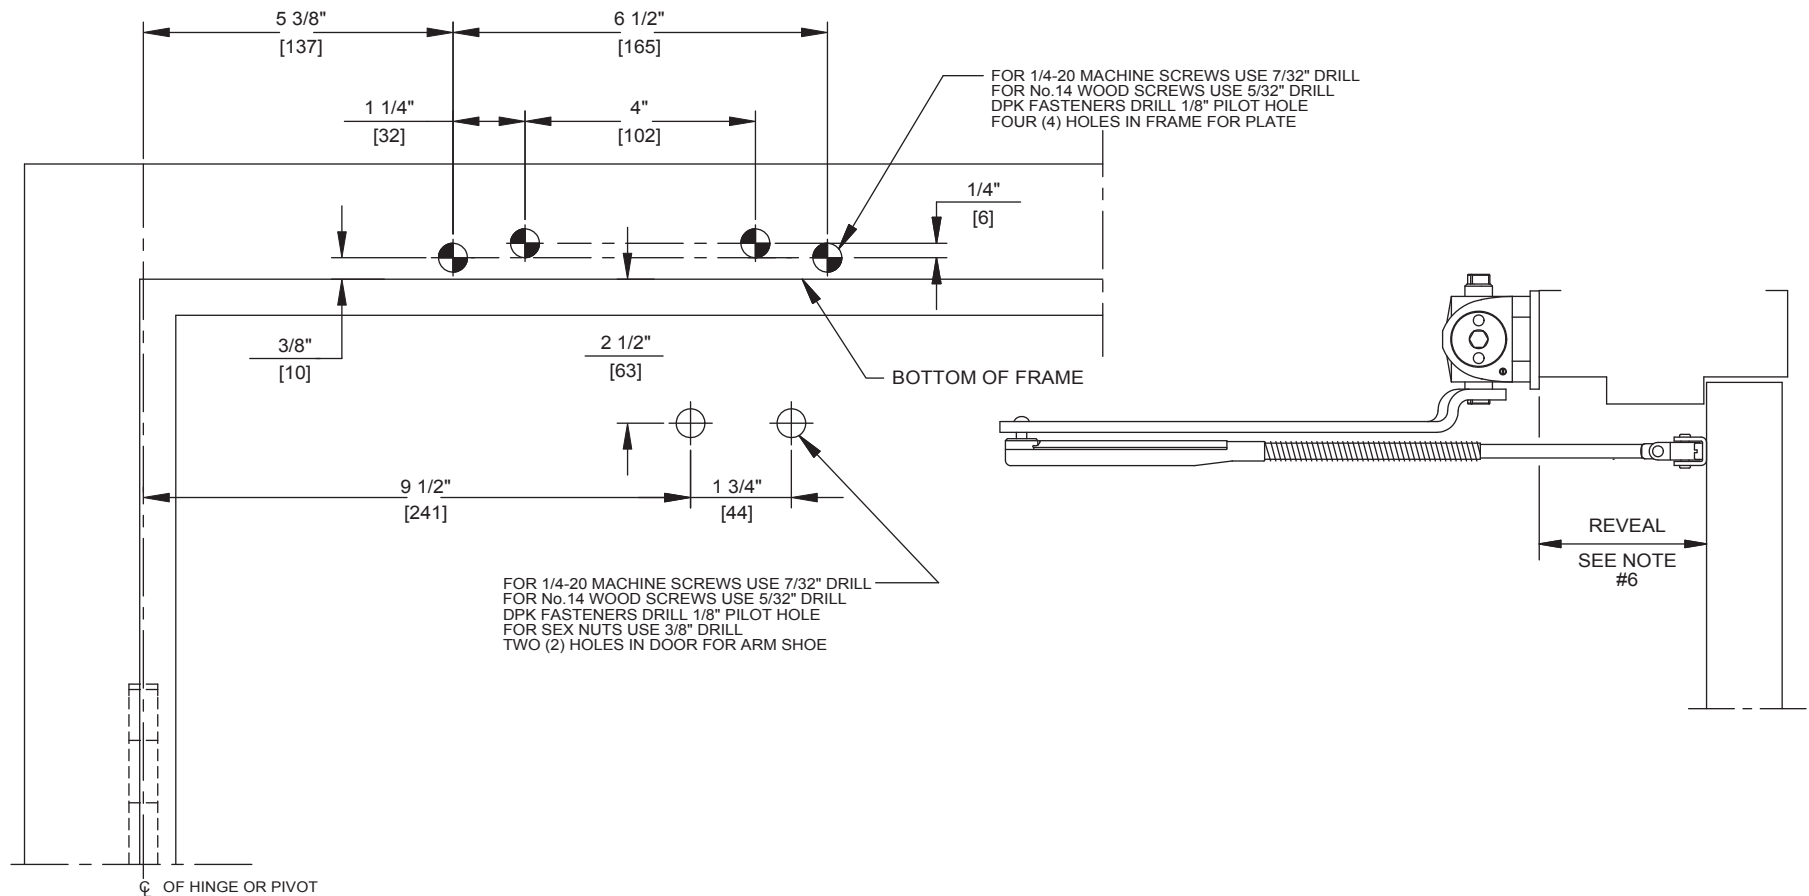 5 3/8"
[137]
6 1/2"
[165]
1 1/4"
[32]
4"
[102]
FOR 1/4-20 MACHINE SCREWS USE 7/32" DRILL
FOR No.14 WOOD SCREWS USE 5/32" DRILL
DPK FASTENERS DRILL 1/8" PILOT HOLE
FOUR (4) HOLES IN FRAME FOR PLATE
1/4"
[6]
3/8"
[10]
2 1/2"
[63]
BOTTOM OF FRAME
9 1/2"
[241]
1 3/4"
[44]
REVEAL
SEE NOTE
#6
FOR 1/4-20 MACHINE SCREWS USE 7/32" DRILL
FOR No.14 WOOD SCREWS USE 5/32" DRILL
DPK FASTENERS DRILL 1/8" PILOT HOLE
FOR SEX NUTS USE 3/8" DRILL
TWO (2) HOLES IN DOOR FOR ARM SHOE
℄ OF HINGE OR PIVOT